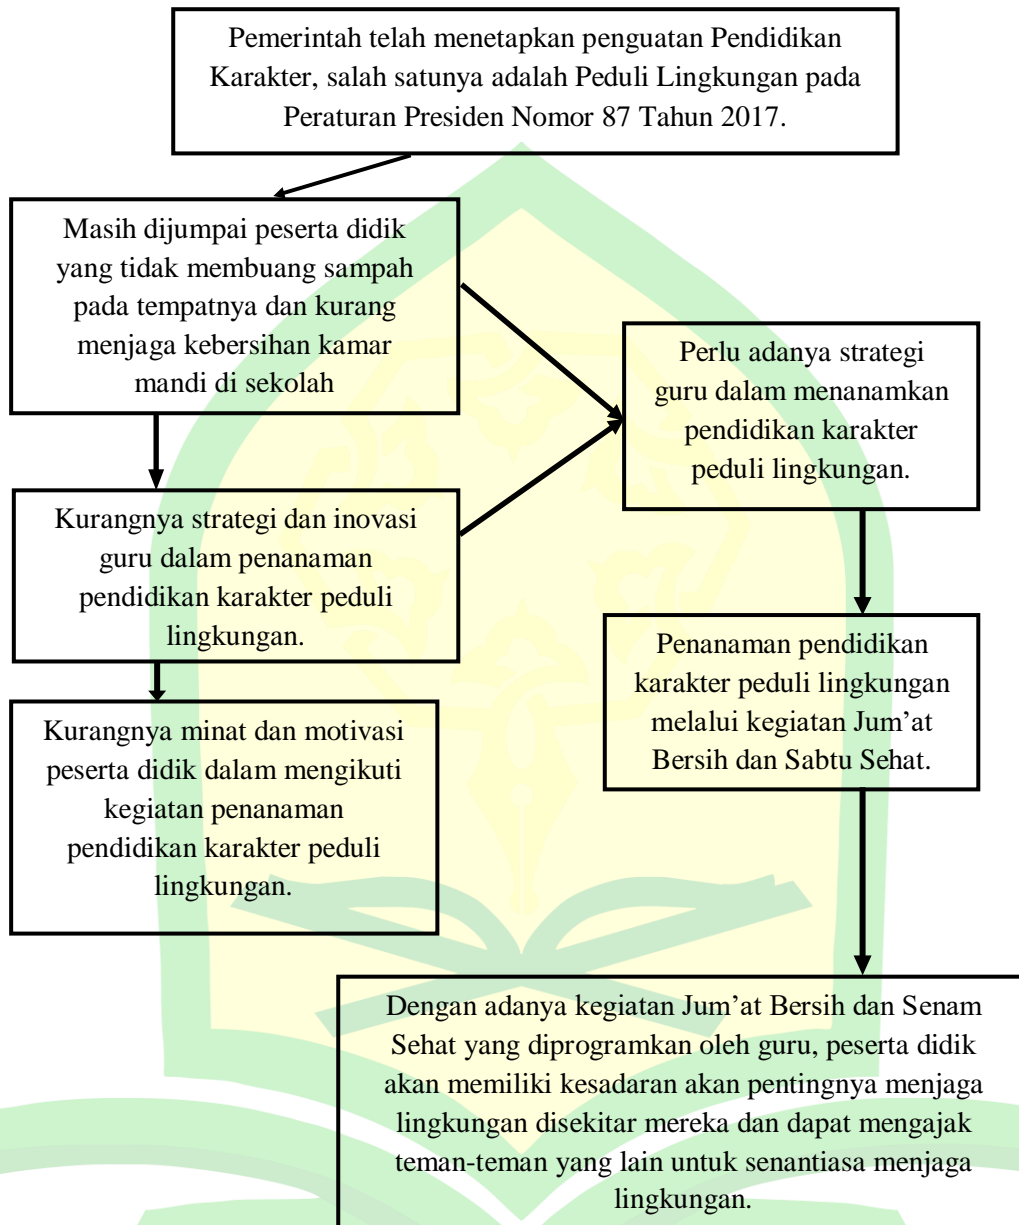 Pemerintah telah menetapkan penguatan Pendidikan
Karakter, salah satunya adalah Peduli Lingkungan pada
Peraturan Presiden Nomor 87 Tahun 2017.
Masih dijumpai peserta didik
yang tidak membuang sampah
pada tempatnya dan kurang
menjaga kebersihan kamar
mandi di sekolah
Perlu adanya strategi
guru dalam menanamkan
pendidikan karakter
peduli lingkungan.
Kurangnya strategi dan inovasi
guru dalam penanaman
pendidikan karakter peduli
lingkungan.
Penanaman pendidikan
karakter peduli lingkungan
melalui kegiatan Jum’at
Bersih dan Sabtu Sehat.
Kurangnya minat dan motivasi
peserta didik dalam mengikuti
kegiatan penanaman
pendidikan karakter peduli
lingkungan.
Dengan adanya kegiatan Jum’at Bersih dan Senam
Sehat yang diprogramkan oleh guru, peserta didik
akan memiliki kesadaran akan pentingnya menjaga
lingkungan disekitar mereka dan dapat mengajak
teman-teman yang lain untuk senantiasa menjaga
lingkungan.